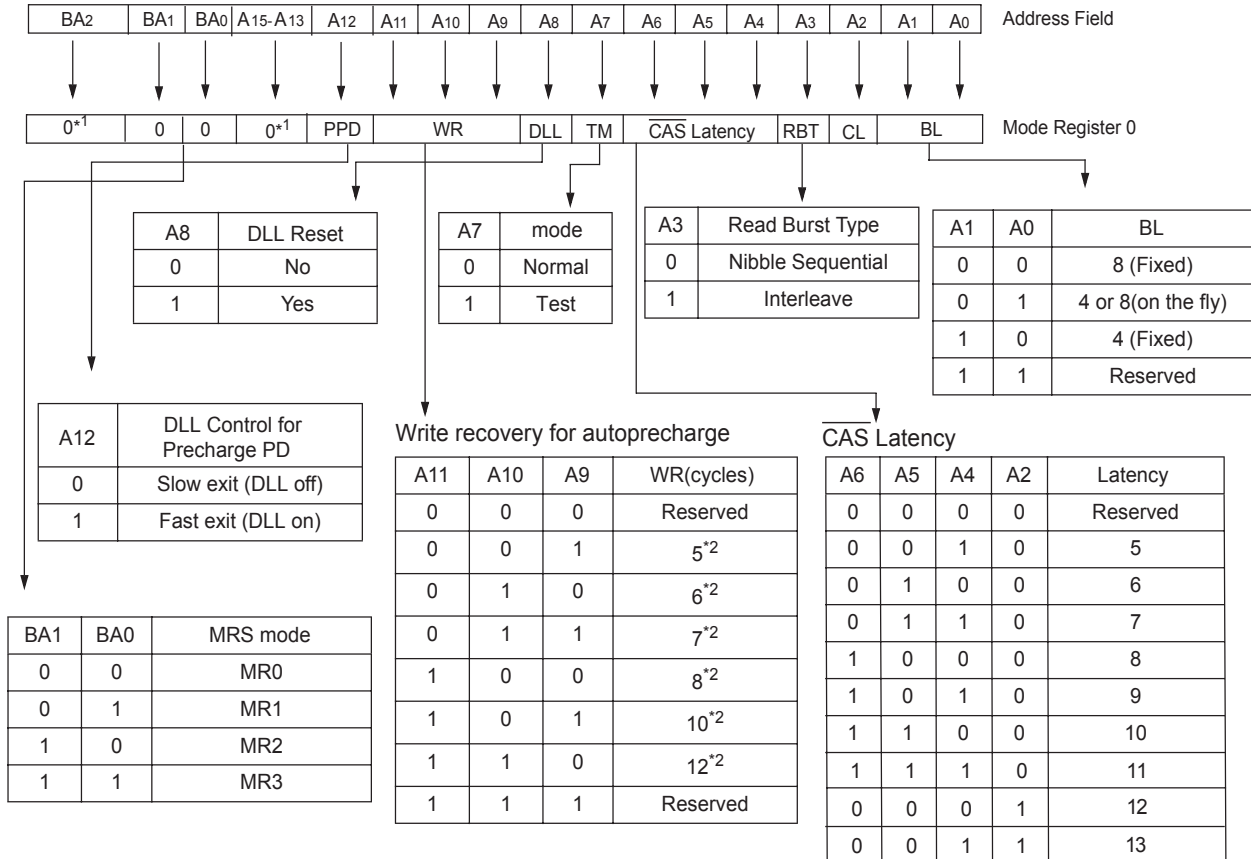 BA2 BA1 BA0 A15-A13 A12 A11 A10 A9 A8 A7 A6 A5 A4 A3 A2 A1 A0 Address Field
0*1 0 0 0*1 PPD WR DLL TM CAS Latency RBT CL BL Mode Register 0
A8 DLL Reset
0 No
1 Yes
A7 mode
0 Normal
1 Test
A3 Read Burst Type
0 Nibble Sequential
1 Interleave
A1 A0 BL
0 0 8 (Fixed)
0 1 4 or 8(on the fly)
1 0 4 (Fixed)
1 1 Reserved
A12 DLL Control for
Precharge PD
0 Slow exit (DLL off)
1 Fast exit (DLL on)
BA1 BA0 MRS mode
0 0 MR0
0 1 MR1
1 0 MR2
1 1 MR3
Write recovery for autoprecharge
A11 A10 A9 WR(cycles)
0 0 0 Reserved
0 0 1 5*2
0 1 0 6*2
0 1 1 7*2
1 0 0 8*2
1 0 1 10*2
1 1 0 12*2
1 1 1 Reserved
CAS Latency
A6 A5 A4 A2 Latency
0 0 0 0 Reserved
0 0 1 0 5
0 1 0 0 6
0 1 1 0 7
1 0 0 0 8
1 0 1 0 9
1 1 0 0 10
1 1 1 0 11
0 0 0 1 12
0 0 1 1 13